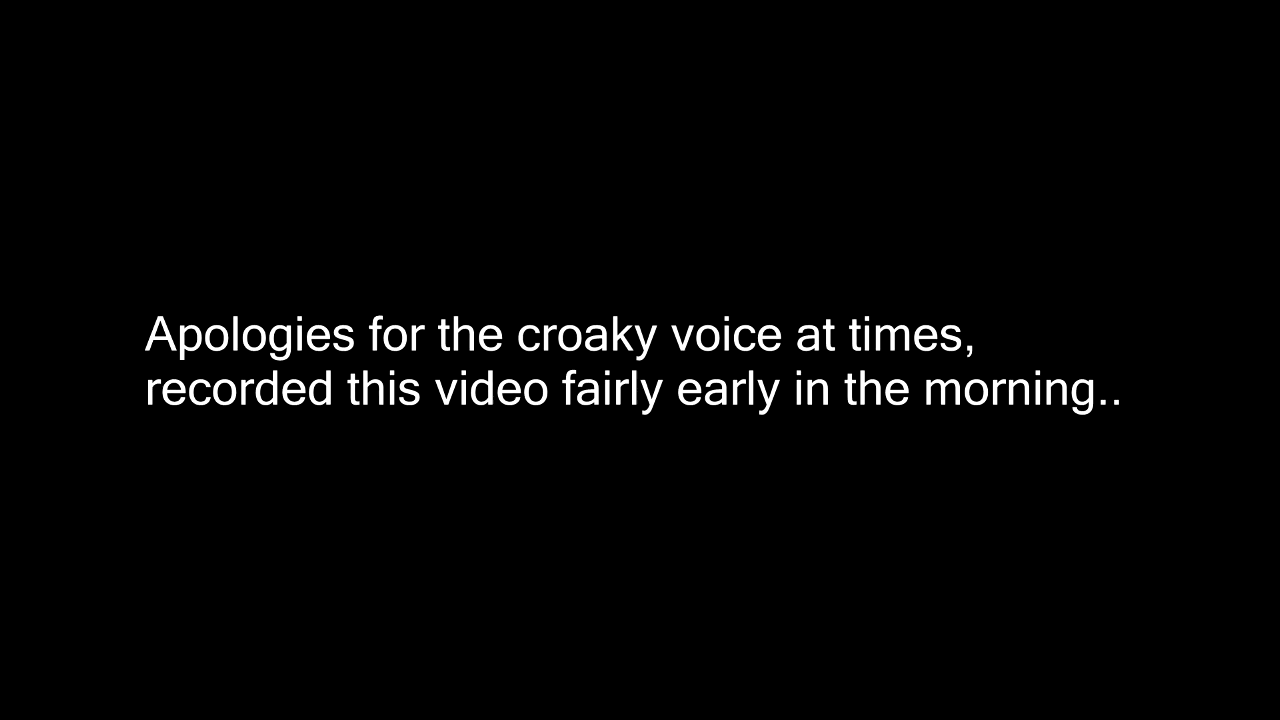 Apologies for the croaky voice at times,
recorded this video fairly early in the morning..